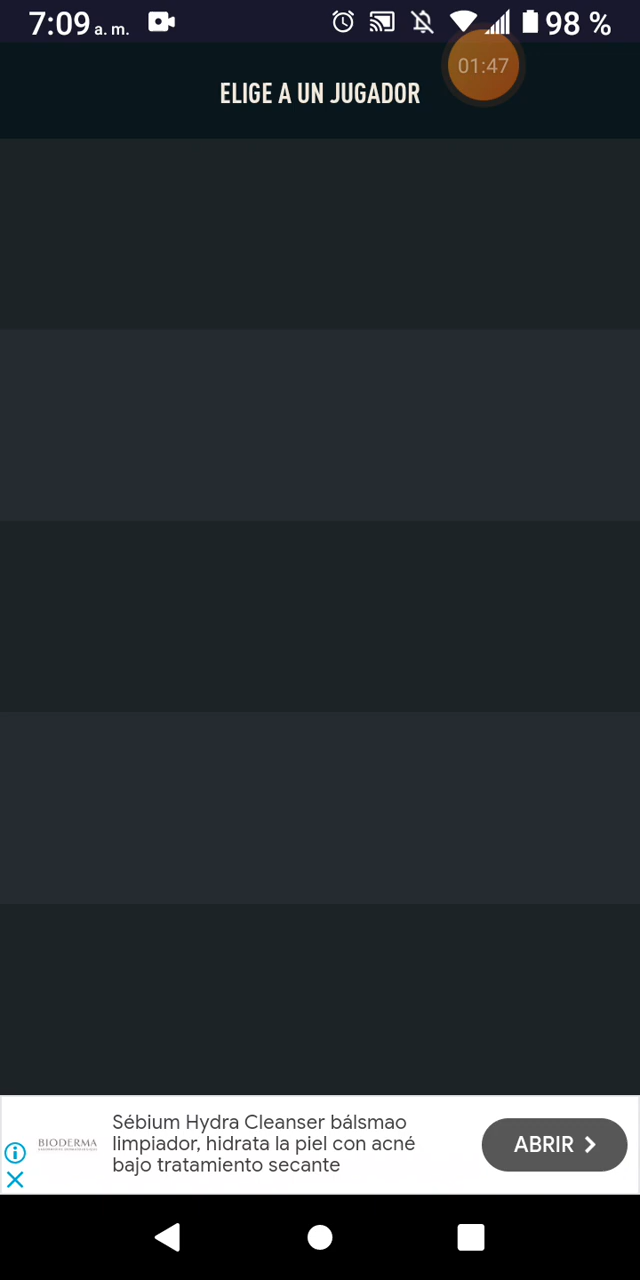 7:09 a. m. 98 %
01:47
ELIGE A UN JUGADOR
Sébium Hydra Cleanser bálsmao
limpiador, hidrata la piel con acné
bajo tratamiento secante
BIODERMA
ABRIR